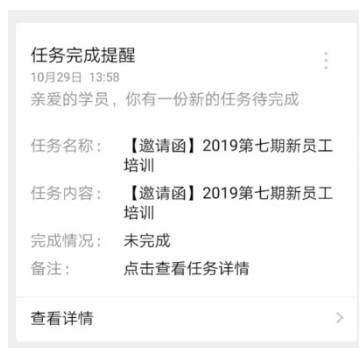 任务完成提醒
10月29日 13:58
亲爱的学员，你有一份新的任务待完成
任务名称： 【邀请函】2019第七期新员工
培训
任务内容： 【邀请函】2019第七期新员工
培训
完成情况： 未完成
备注： 点击查看任务详情
查看详情